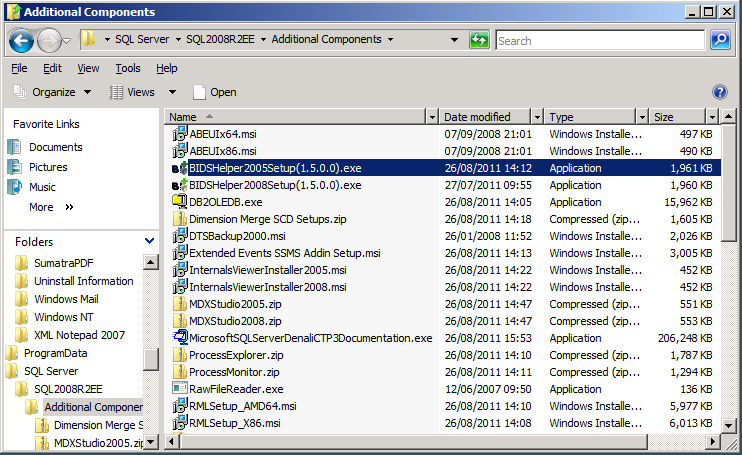 Additional Components
SQL Server SQL2008R2EE Additional Components Search
File Edit View Tools Help
Organize Views Open
Favorite Links
Documents
Pictures
Music
More
Folders
SumatraPDF
Uninstall Information
Windows Mail
Windows NT
XML Notepad 2007
ProgramData
SQL Server
SQL2008R2EE
Additional Componer
Dimension Merge S
MDXStudio2005.zip
Name Date modified Type Size
ABEUIx64.msi 07/09/2008 21:01 Windows Installe... 497 KB
ABEUIx86.msi 07/09/2008 21:01 Windows Installe... 490 KB
BIDSHelper2005Setup(1.5.0.0).exe 26/08/2011 14:12 Application 1,961 KB
BIDSHelper2008Setup(1.5.0.0).exe 27/07/2011 09:55 Application 1,960 KB
DB2OLEDB.exe 26/08/2011 14:05 Application 15,962 KB
Dimension Merge SCD Setups.zip 26/08/2011 14:18 Compressed (zip... 1,605 KB
DTSBackup2000.msi 26/01/2008 11:52 Windows Installe... 2,026 KB
Extended Events SSMS Addin Setup.msi 26/08/2011 14:13 Windows Installe... 3,005 KB
InternalsViewerInstaller2005.msi 26/08/2011 14:22 Windows Installe... 452 KB
InternalsViewerInstaller2008.msi 26/08/2011 14:22 Windows Installe... 452 KB
MDXStudio2005.zip 26/08/2011 14:47 Compressed (zip... 551 KB
MDXStudio2008.zip 26/08/2011 14:47 Compressed (zip... 553 KB
MicrosoftSQLServerDenaliCTP3Documentation.exe 26/08/2011 15:53 Application 206,248 KB
ProcessExplorer.zip 26/08/2011 14:10 Compressed (zip... 1,787 KB
ProcessMonitor.zip 26/08/2011 14:11 Compressed (zip... 1,294 KB
RawFileReader.exe 12/06/2007 09:50 Application 136 KB
RMLSetup_AMD64.msi 26/08/2011 14:10 Windows Installe... 5,977 KB
RMLSetup_X86.msi 26/08/2011 14:08 Windows Installe... 6,013 KB